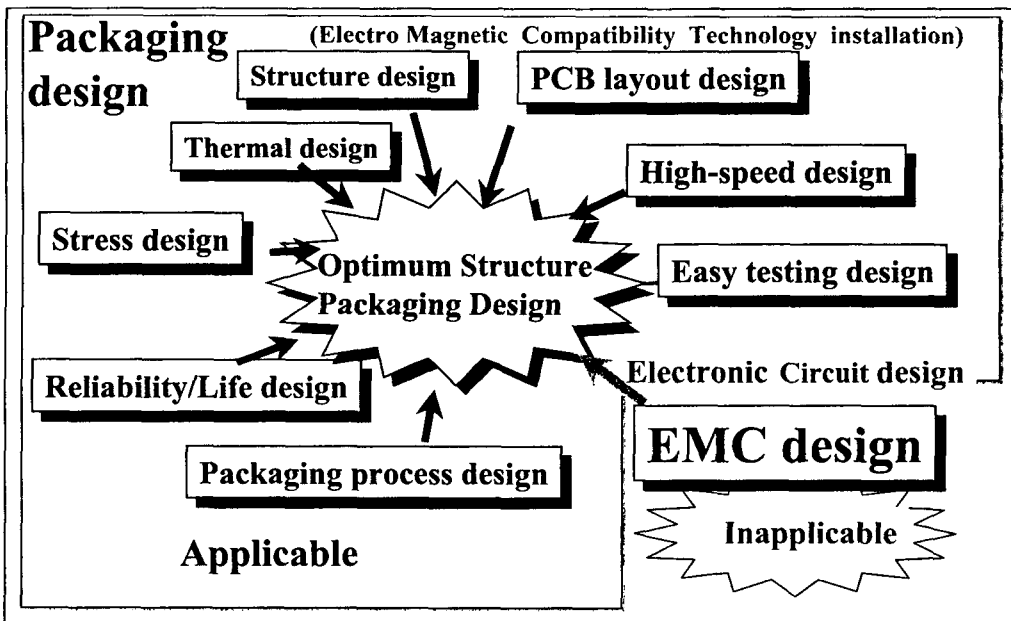 Packaging
design
(Electro Magnetic Compatibility Technology installation)
Structure design
PCB layout design
Thermal design
High-speed design
Stress design
Optimum Structure
Packaging Design
Easy testing design
Reliability/Life design
Electronic Circuit design
EMC design
Packaging process design
Inapplicable
Applicable